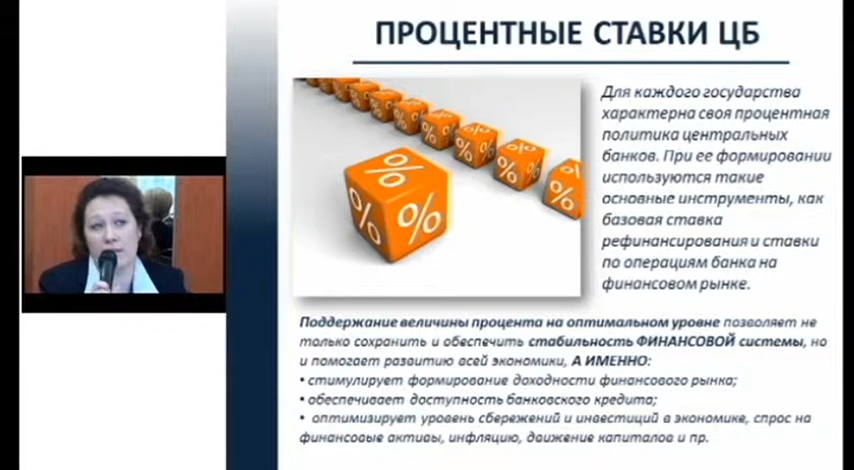 ПРОЦЕНТНЫЕ СТАВКИ ЦБ
Для каждого государства
характерна своя процентная
политика центральных
банков. При ее формировании
используются такие
основные инструменты, как
базовая ставка
рефинансирования и ставки
по операциям банка на
финансовом рынке.
Поддержание величины процента на оптимальном уровне позволяет не
только сохранить и обеспечить стабильность ФИНАНСОВОЙ системы, но
и помогает развитию всей экономики, А ИМЕННО:
• стимулирует формирование доходности финансового рынка;
• обеспечивает доступность банковского кредита;
• оптимизирует уровень сбережений и инвестиций в экономике, спрос на
финансовые активы, инфляцию, движение капиталов и пр.